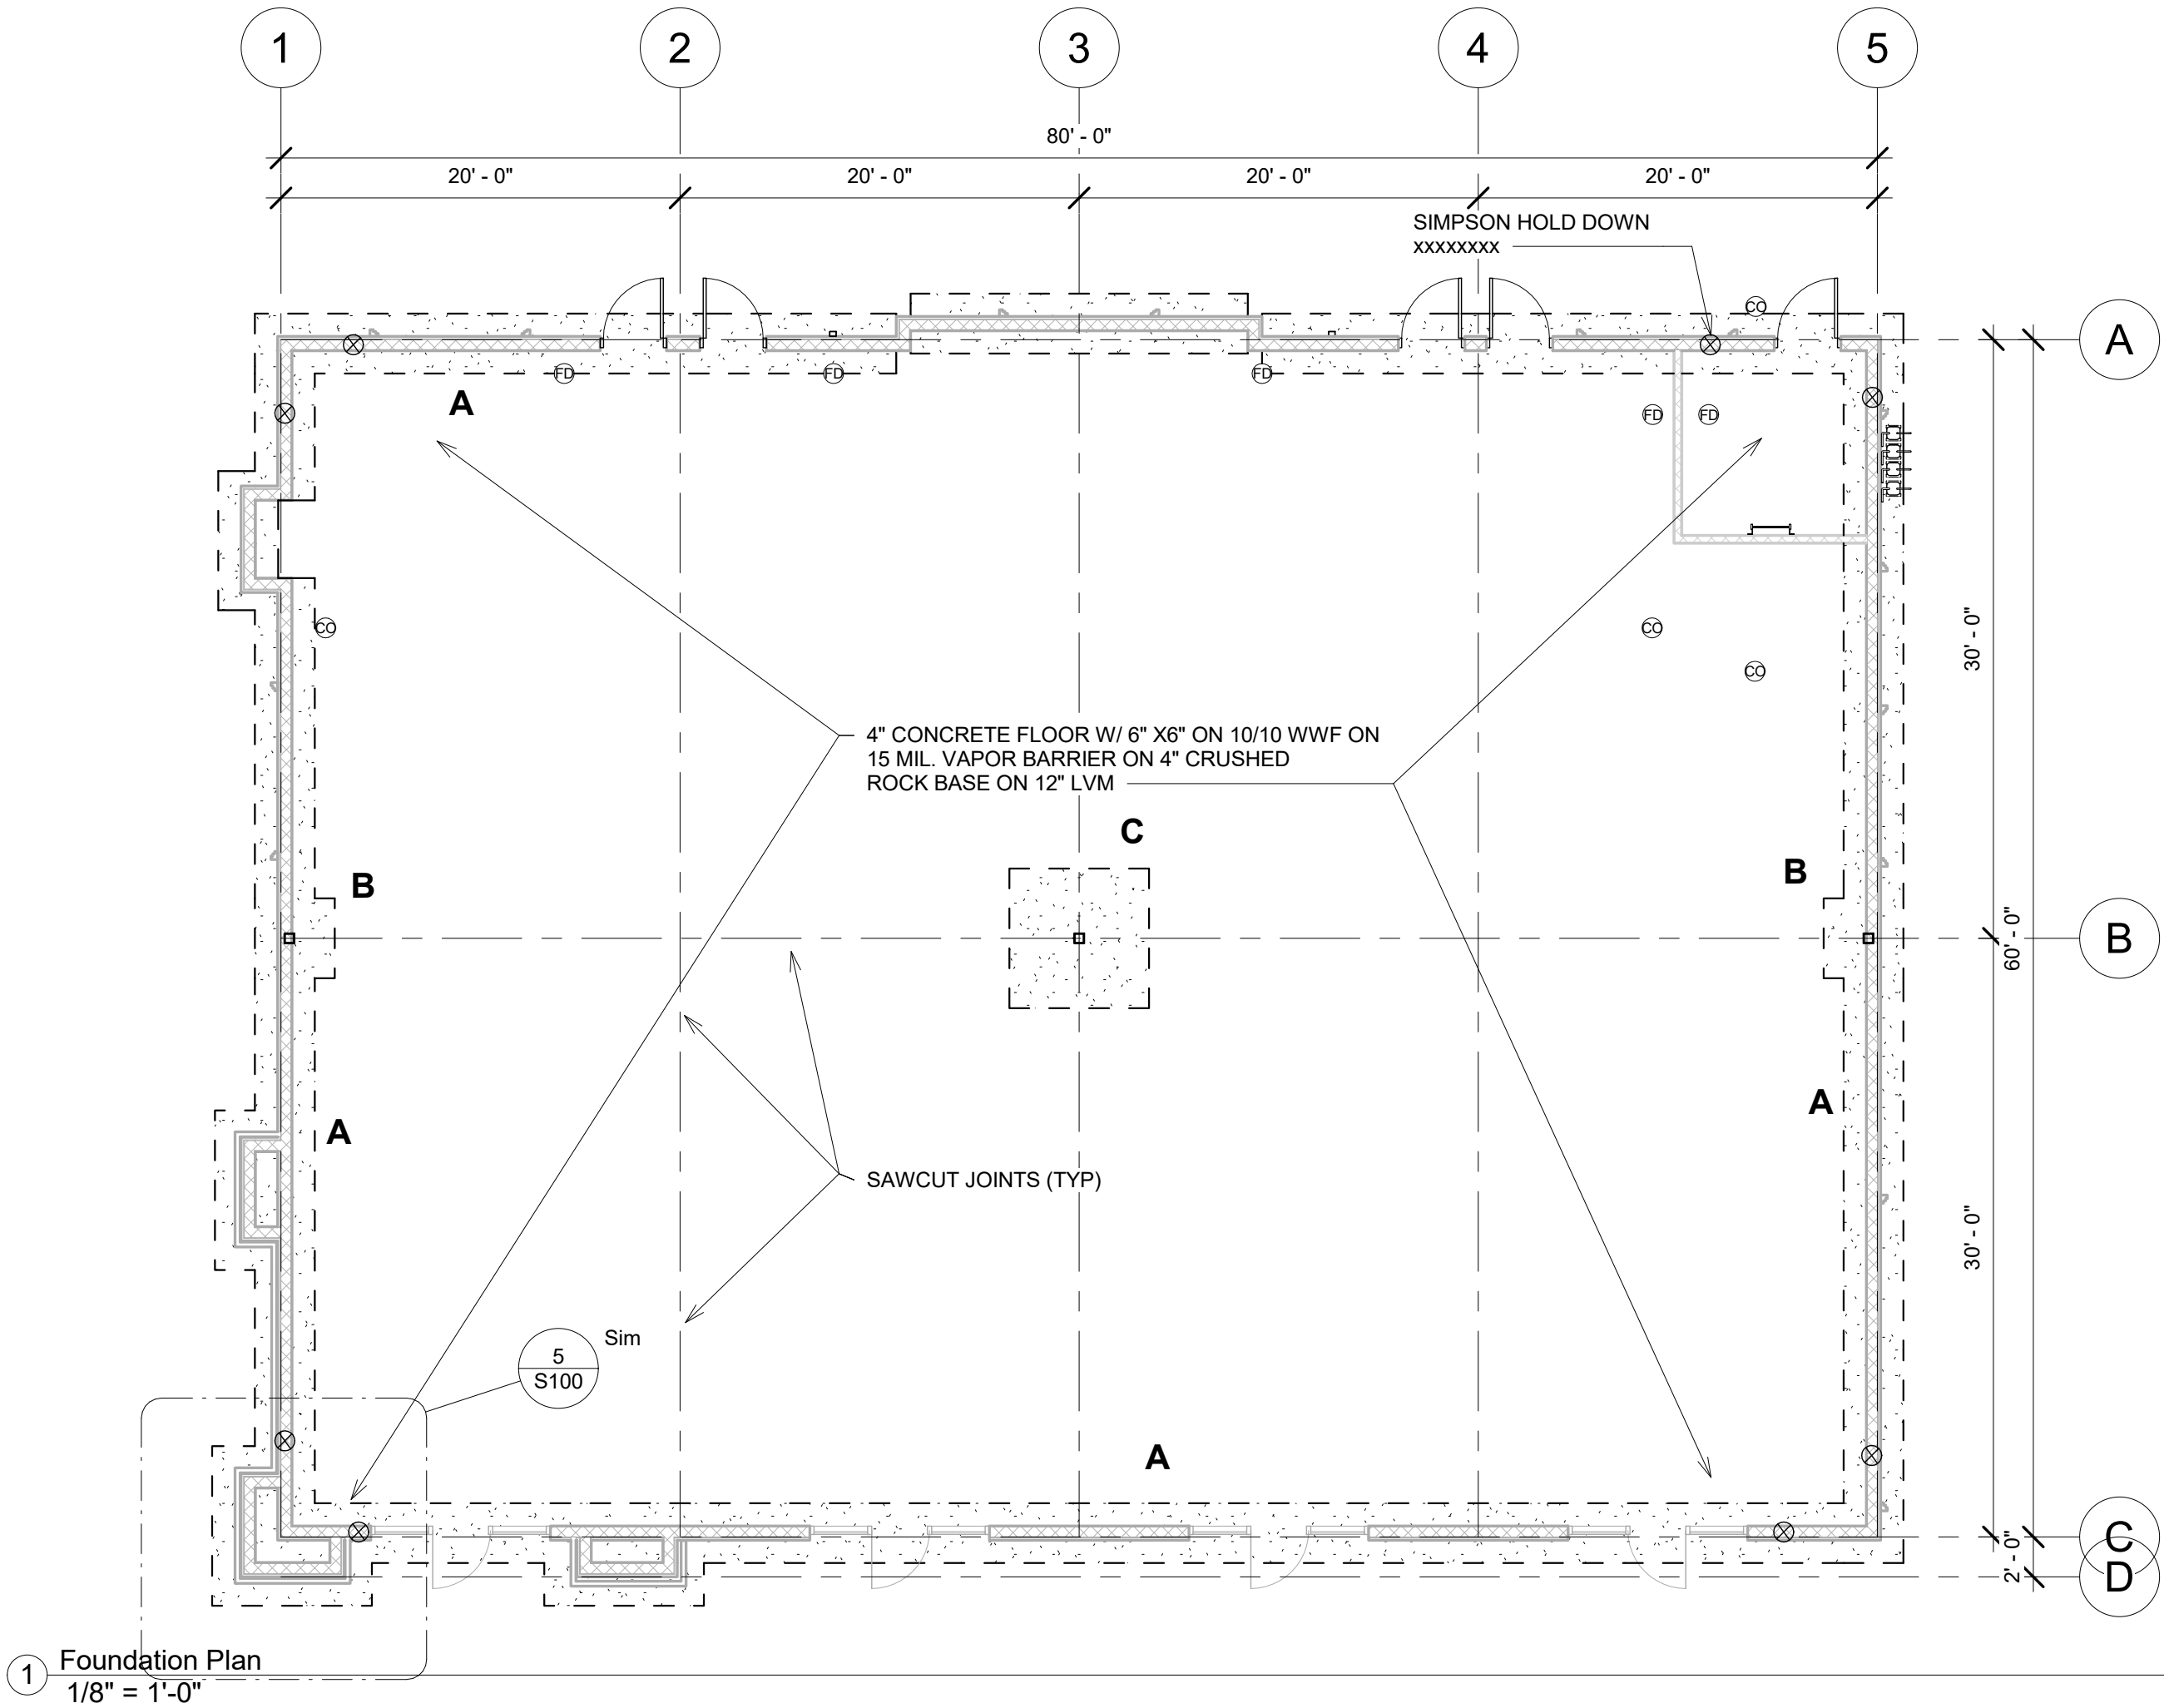 1
2
3
4
5
80' - 0"
20' - 0"
20' - 0"
20' - 0"
20' - 0"
SIMPSON HOLD DOWN
xxxxxxxx
CO
A
FD
FD
FD
A
FD
FD
30' - 0"
CO
CO
CO
4" CONCRETE FLOOR W/ 6" X6" ON 10/10 WWF ON
15 MIL. VAPOR BARRIER ON 4" CRUSHED
ROCK BASE ON 12" LVM
C
B
B
B
60' - 0"
A
A
SAWCUT JOINTS (TYP)
30' - 0"
Sim
5
S100
A
C
2' - 0"
D
1
Foundation Plan
1/8" = 1'-0"